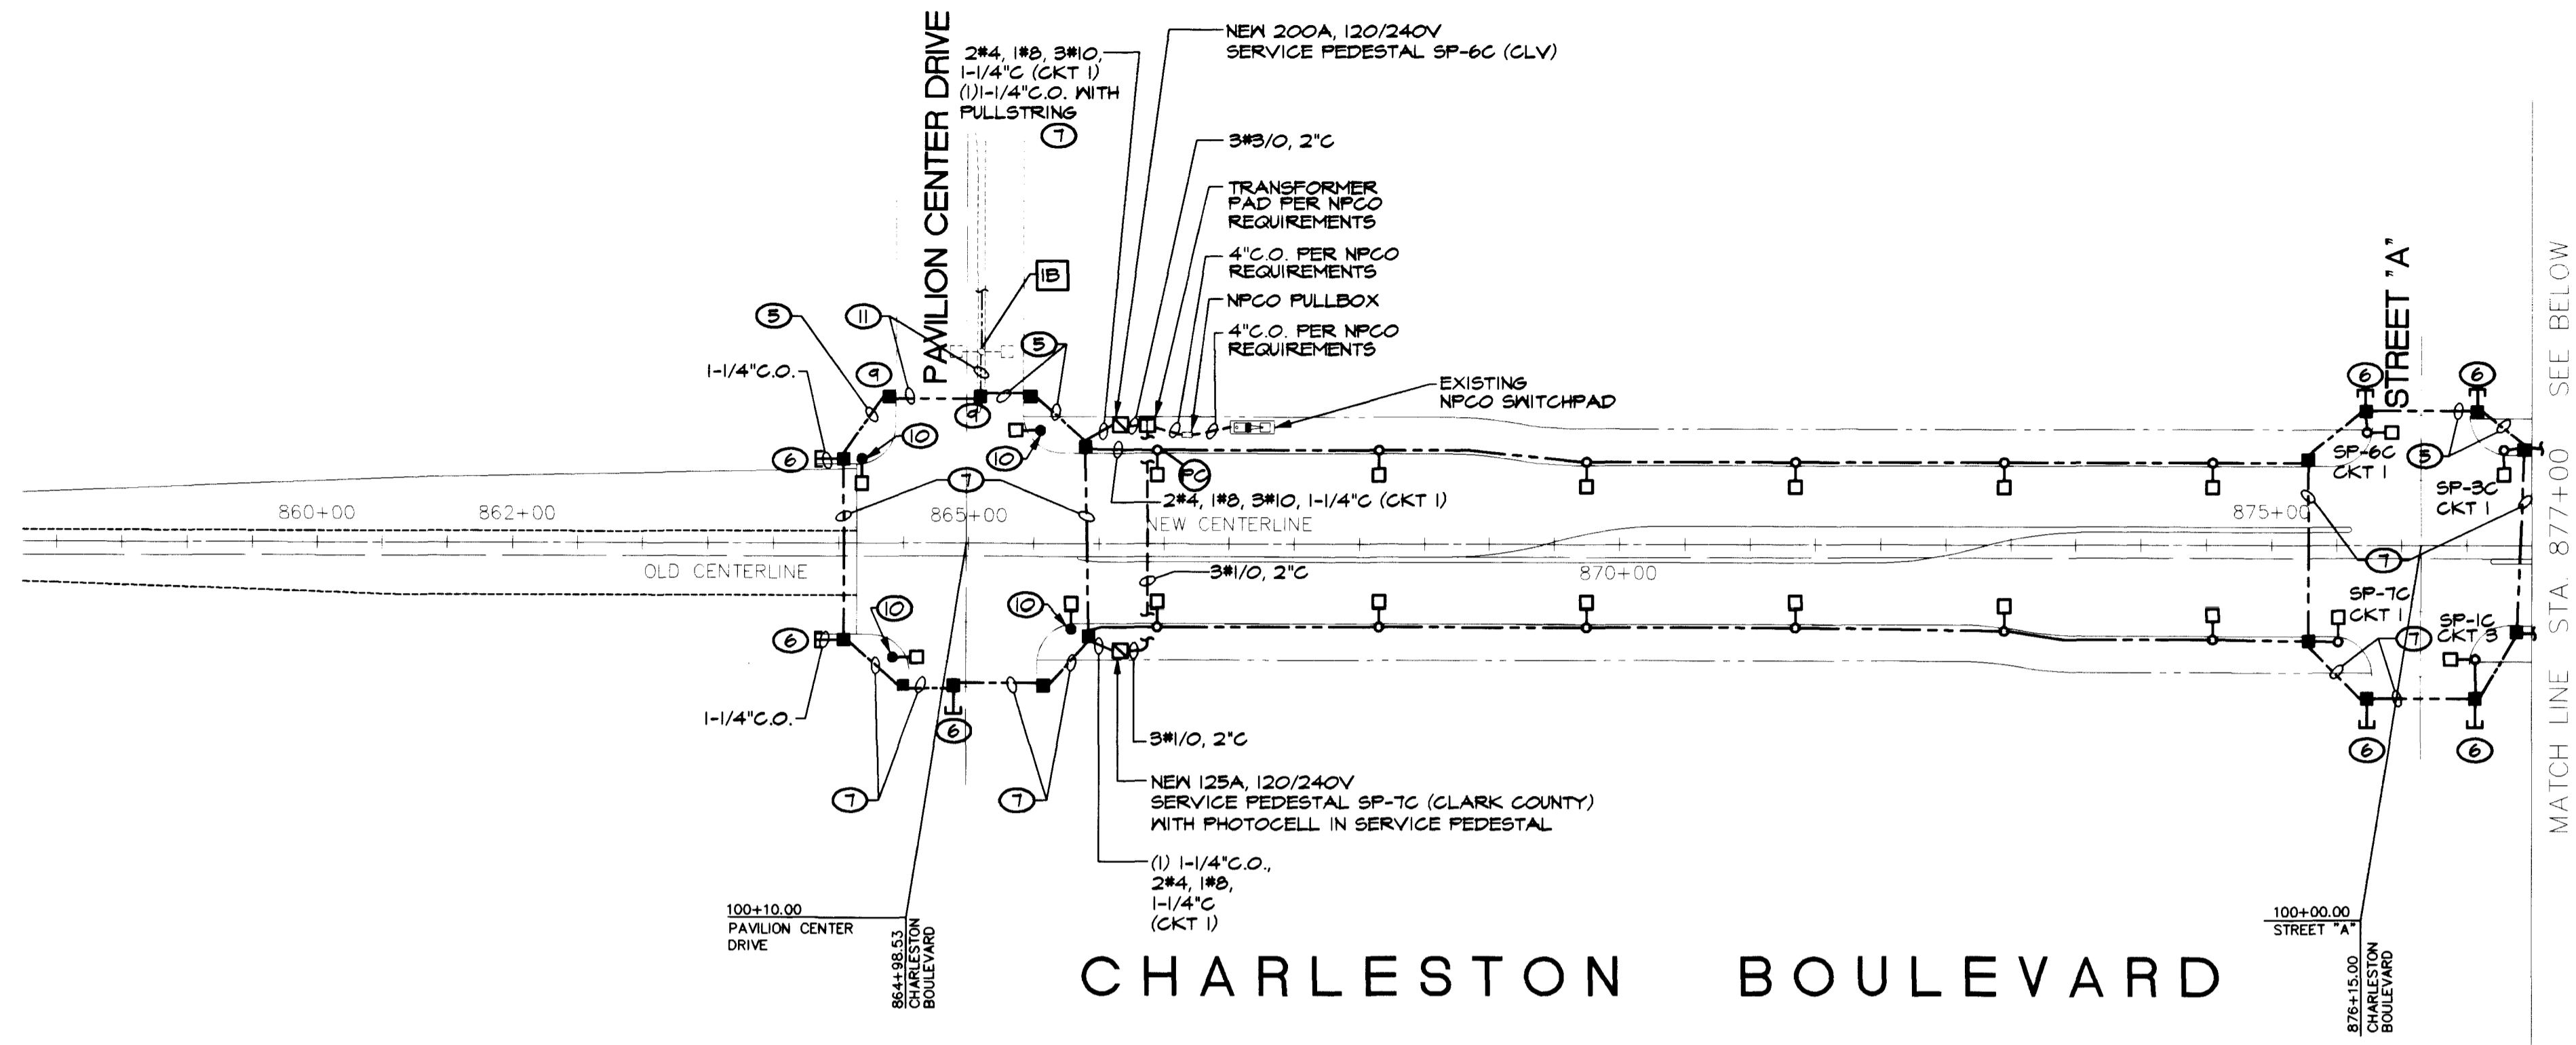 PAVILION CENTER DRIVE
2#4, 1#8, 3#10,
1-1/4"C (CKT 1)
(1)1-1/4"C.O. WITH
PULLSTRING
7
NEW 200A, 120/240V
SERVICE PEDESTAL SP-6C (CLV)
3#3/0, 2"C
TRANSFORMER
PAD PER NPCO
REQUIREMENTS
4"C.O. PER NPCO
REQUIREMENTS
NPCO PULLBOX
4"C.O. PER NPCO
REQUIREMENTS
EXISTING
NPCO SWITCHPAD
1B
5
11
5
1-1/4"C.O.
9
9
10
10
6
7
PC
2#4, 1#8, 3#10, 1-1/4"C (CKT 1)
860+00
862+00
865+00
NEW CENTERLINE
OLD CENTERLINE
870+00
875+00
3#1/0, 2"C
STREET "A"
6
6
SP-6C
CKT 1
5
SP-3C
CKT 1
7
SP-7C
CKT 1
SP-1C
CKT 3
7
6
6
MATCH LINE STA 877+00 SEE BELOW
10
10
6
1-1/4"C.O.
6
7
7
3#1/0, 2"C
NEW 125A, 120/240V
SERVICE PEDESTAL SP-7C (CLARK COUNTY)
WITH PHOTOCELL IN SERVICE PEDESTAL
(1) 1-1/4"C.O.,
2#4, 1#8,
1-1/4"C
(CKT 1)
100+10.00
PAVILION CENTER
DRIVE
864+98.53
CHARLESTON
BOULEVARD
CHARLESTON BOULEVARD
100+00.00
STREET "A"
876+15.00
CHARLESTON
BOULEVARD